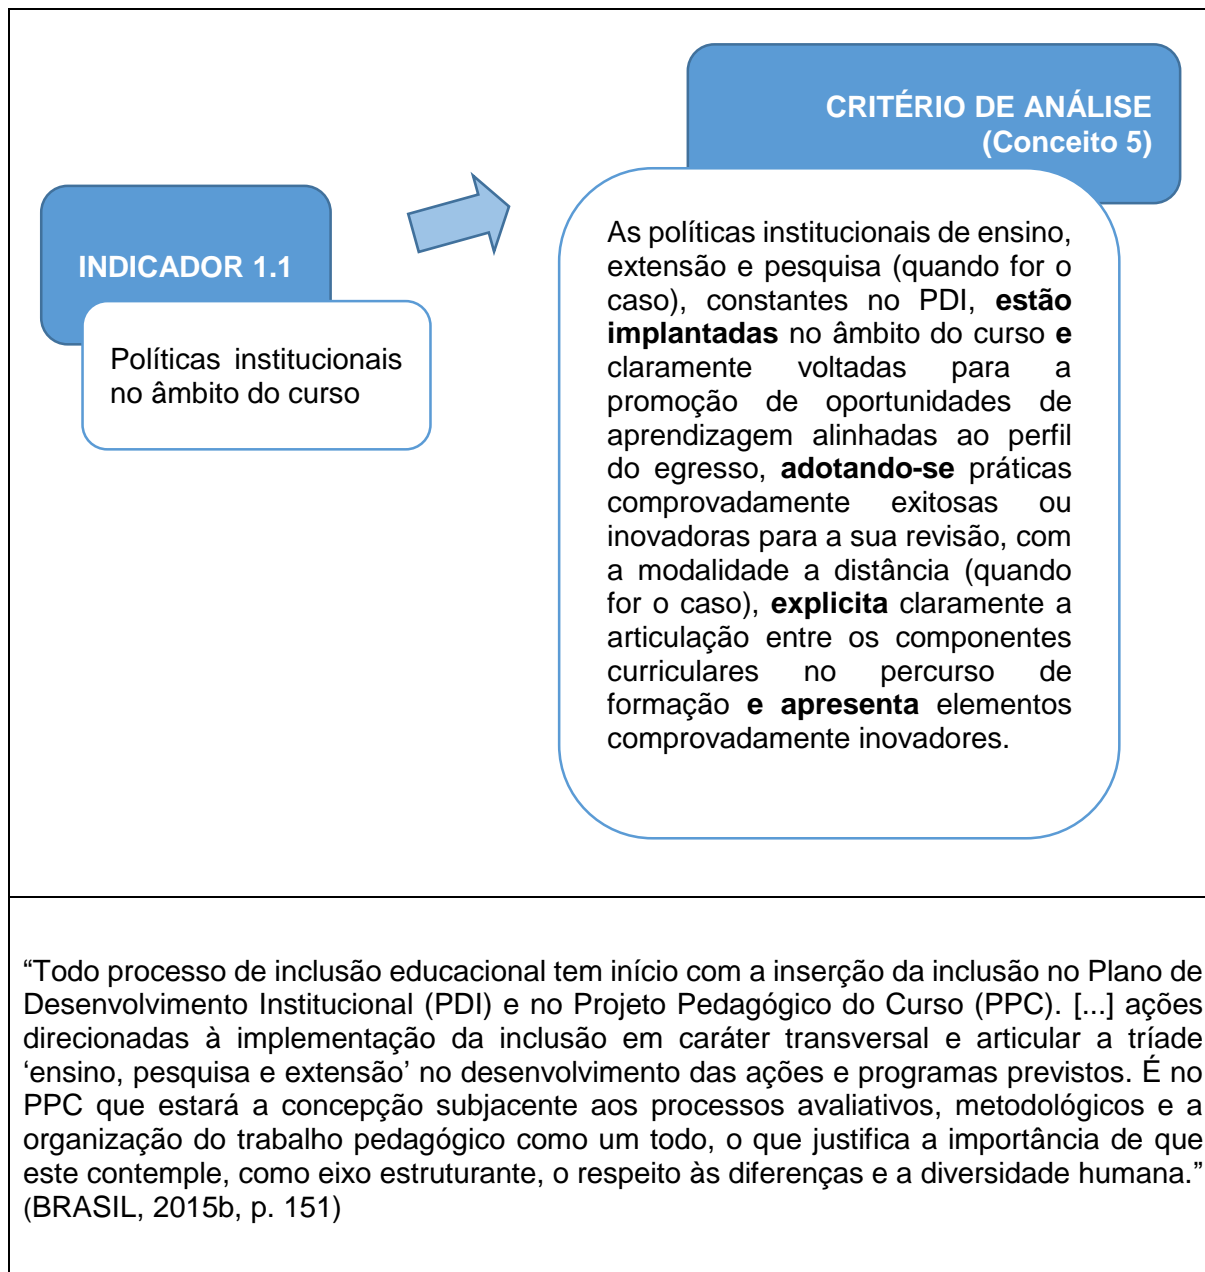 CRITÉRIO DE ANÁLISE
(Conceito 5)
INDICADOR 1.1
Políticas institucionais
no âmbito do curso
As políticas institucionais de ensino,
extensão e pesquisa (quando for o
caso), constantes no PDI, estão
implantadas no âmbito do curso e
claramente voltadas para a
promoção de oportunidades de
aprendizagem alinhadas ao perfil
do egresso, adotando-se práticas
comprovadamente exitosas ou
inovadoras para a sua revisão, com
a modalidade a distância (quando
for o caso), explicita claramente a
articulação entre os componentes
curriculares no percurso de
formação e apresenta elementos
comprovadamente inovadores.
“Todo processo de inclusão educacional tem início com a inserção da inclusão no Plano de
Desenvolvimento Institucional (PDI) e no Projeto Pedagógico do Curso (PPC). [...] ações
direcionadas à implementação da inclusão em caráter transversal e articular a tríade
‘ensino, pesquisa e extensão’ no desenvolvimento das ações e programas previstos. É no
PPC que estará a concepção subjacente aos processos avaliativos, metodológicos e a
organização do trabalho pedagógico como um todo, o que justifica a importância de que
este contemple, como eixo estruturante, o respeito às diferenças e a diversidade humana.”
(BRASIL, 2015b, p. 151)